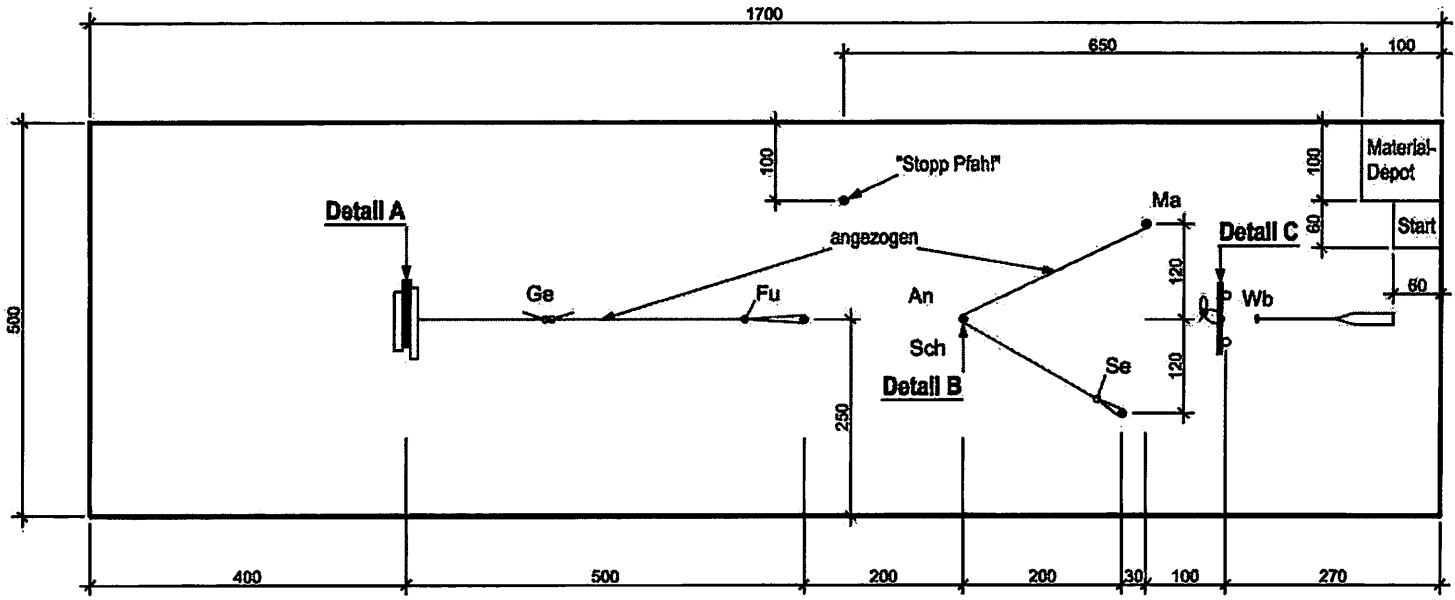 1700
650
100
100
"Stopp Pfahl"
100
Material-
Depot
Detail A
Ma
60
Start
angezogen
Detail C
120
60
Ge
Fu
An
Wb
500
Sch
Se
Detail B
120
250
400
500
200
200
30
100
270